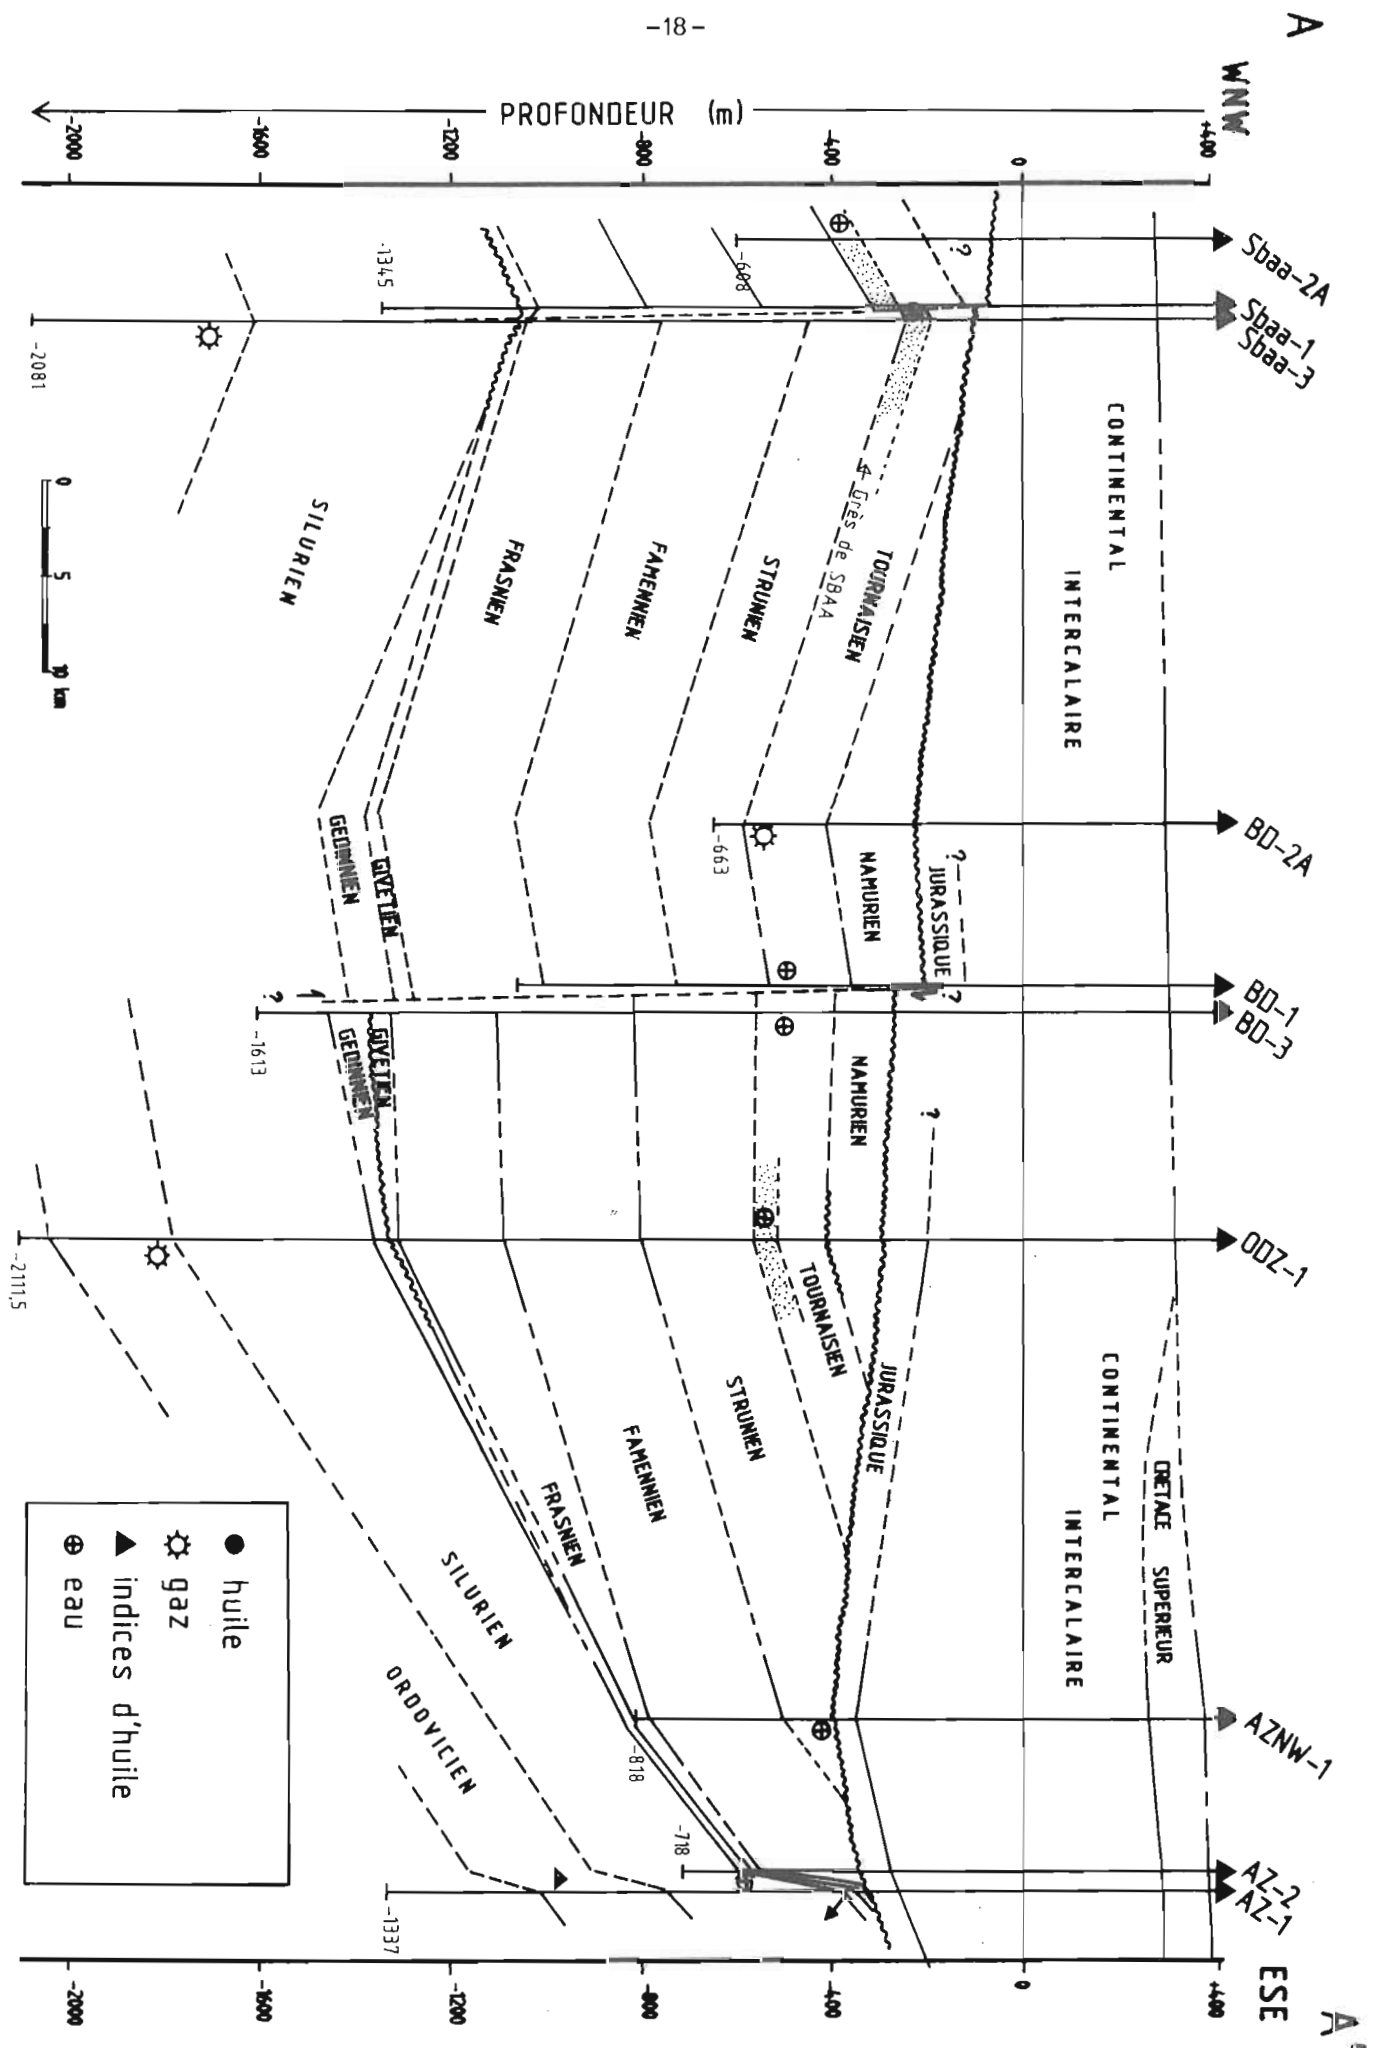 -18-
A
WNW
PROFONDEUR (m)
+400
0
-400
-800
-1200
-1600
-2000
Sbaa-2A
Sbaa-1
Sbaa-3
BD-2A
BD-1
BD-3
ODZ-1
AZNW-1
AZ-2
AZ-1
-608
-1345
-2081
-663
-1613
-2111,5
-818
-718
-1337
?
CONTINENTAL
INTERCALAIRE
TOURNAISIEN
Grès de SBAA
STRUNIEN
FAMENNIEN
FRASNIEN
SILURIEN
0
5
10 km
?
JURASSIQUE
NAMURIEN
GIVETIEN
GEDINNIEN
?
?
NAMURIEN
GIVETIEN
GEDINNIEN
?
CONTINENTAL
INTERCALAIRE
CRETACE SUPERIEUR
JURASSIQUE
TOURNAISIEN
STRUNIEN
FAMENNIEN
FRASNIEN
SILURIEN
ORDOVICIEN
huile
gaz
indices d'huile
eau
+400
0
-400
-800
-1200
-1600
-2000
ESE
A'